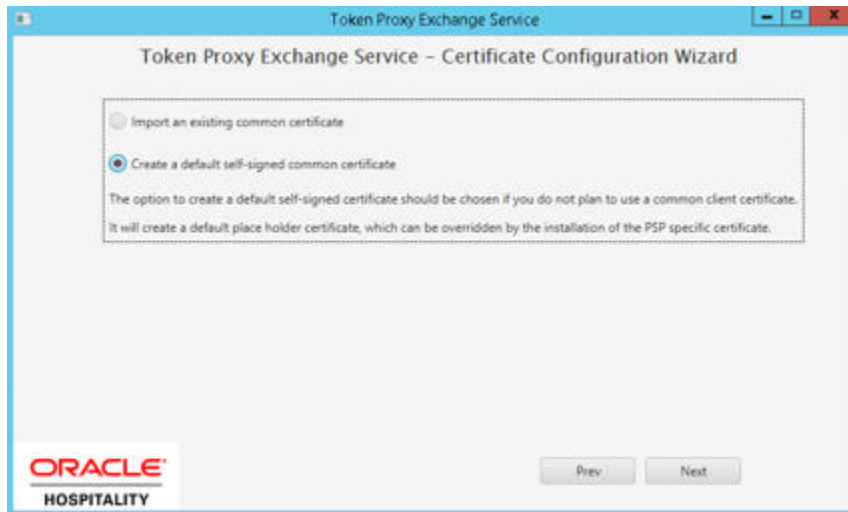 Token Proxy Exchange Service
Token Proxy Exchange Service – Certificate Configuration Wizard
Import an existing common certificate
Create a default self-signed common certificate
The option to create a default self-signed certificate should be chosen if you do not plan to use a common client certificate.
It will create a default place holder certificate, which can be overridden by the installation of the PSP specific certificate.
Prev Next
ORACLE®
HOSPITALITY